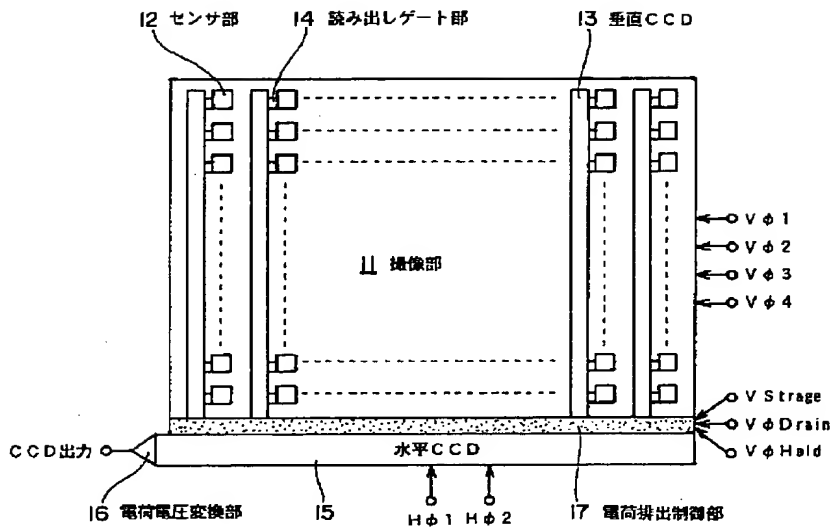 12 センサ部
14 読み出しゲート部
13 垂直CCD
Vφ1
Vφ2
11 撮像部
Vφ3
Vφ4
V Strage
VφDrain
VφHold
CCD出力
水平CCD
16 電荷電圧変換部
15
Hφ1
Hφ2
17 電荷排出制御部